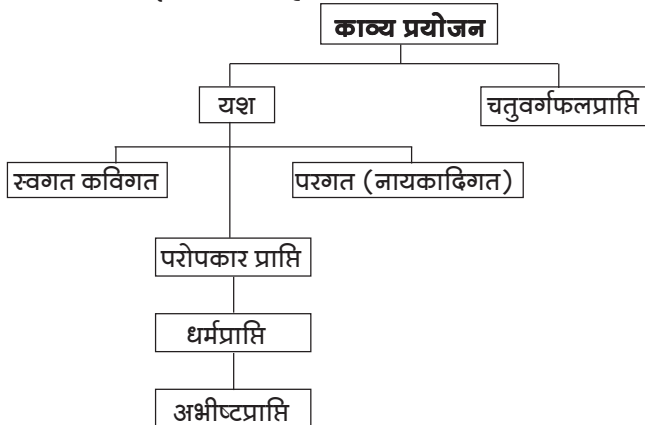 काव्य प्रयोजन
यश
चतुवर्गफलप्राप्ति
स्वगत कविगत
परगत (नायकादिगत)
परोपकार प्राप्ति
धर्मप्राप्ति
अभीष्टप्राप्ति